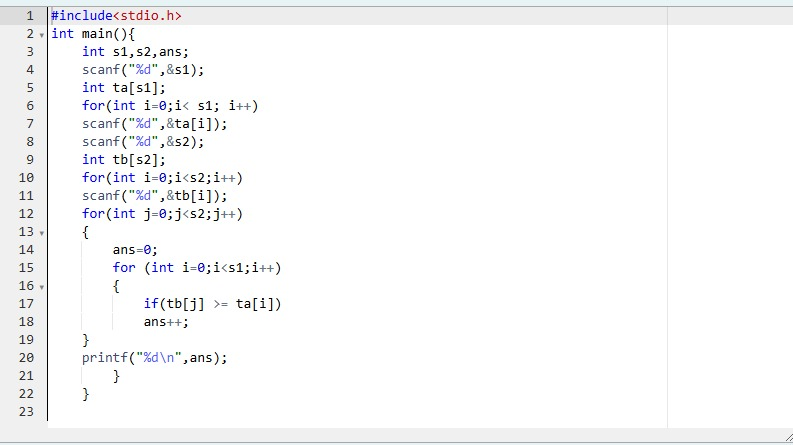 1 #include<stdio.h>
2 int main(){
3     int s1,s2,ans;
4     scanf("%d",&s1);
5     int ta[s1];
6     for(int i=0;i< s1; i++)
7     scanf("%d",&ta[i]);
8     scanf("%d",&s2);
9     int tb[s2];
10     for(int i=0;i<s2;i++)
11     scanf("%d",&tb[i]);
12     for(int j=0;j<s2;j++)
13     {
14         ans=0;
15         for (int i=0;i<s1;i++)
16         {
17             if(tb[j] >= ta[i])
18             ans++;
19     }
20     printf("%d\n",ans);
21         }
22     }
23